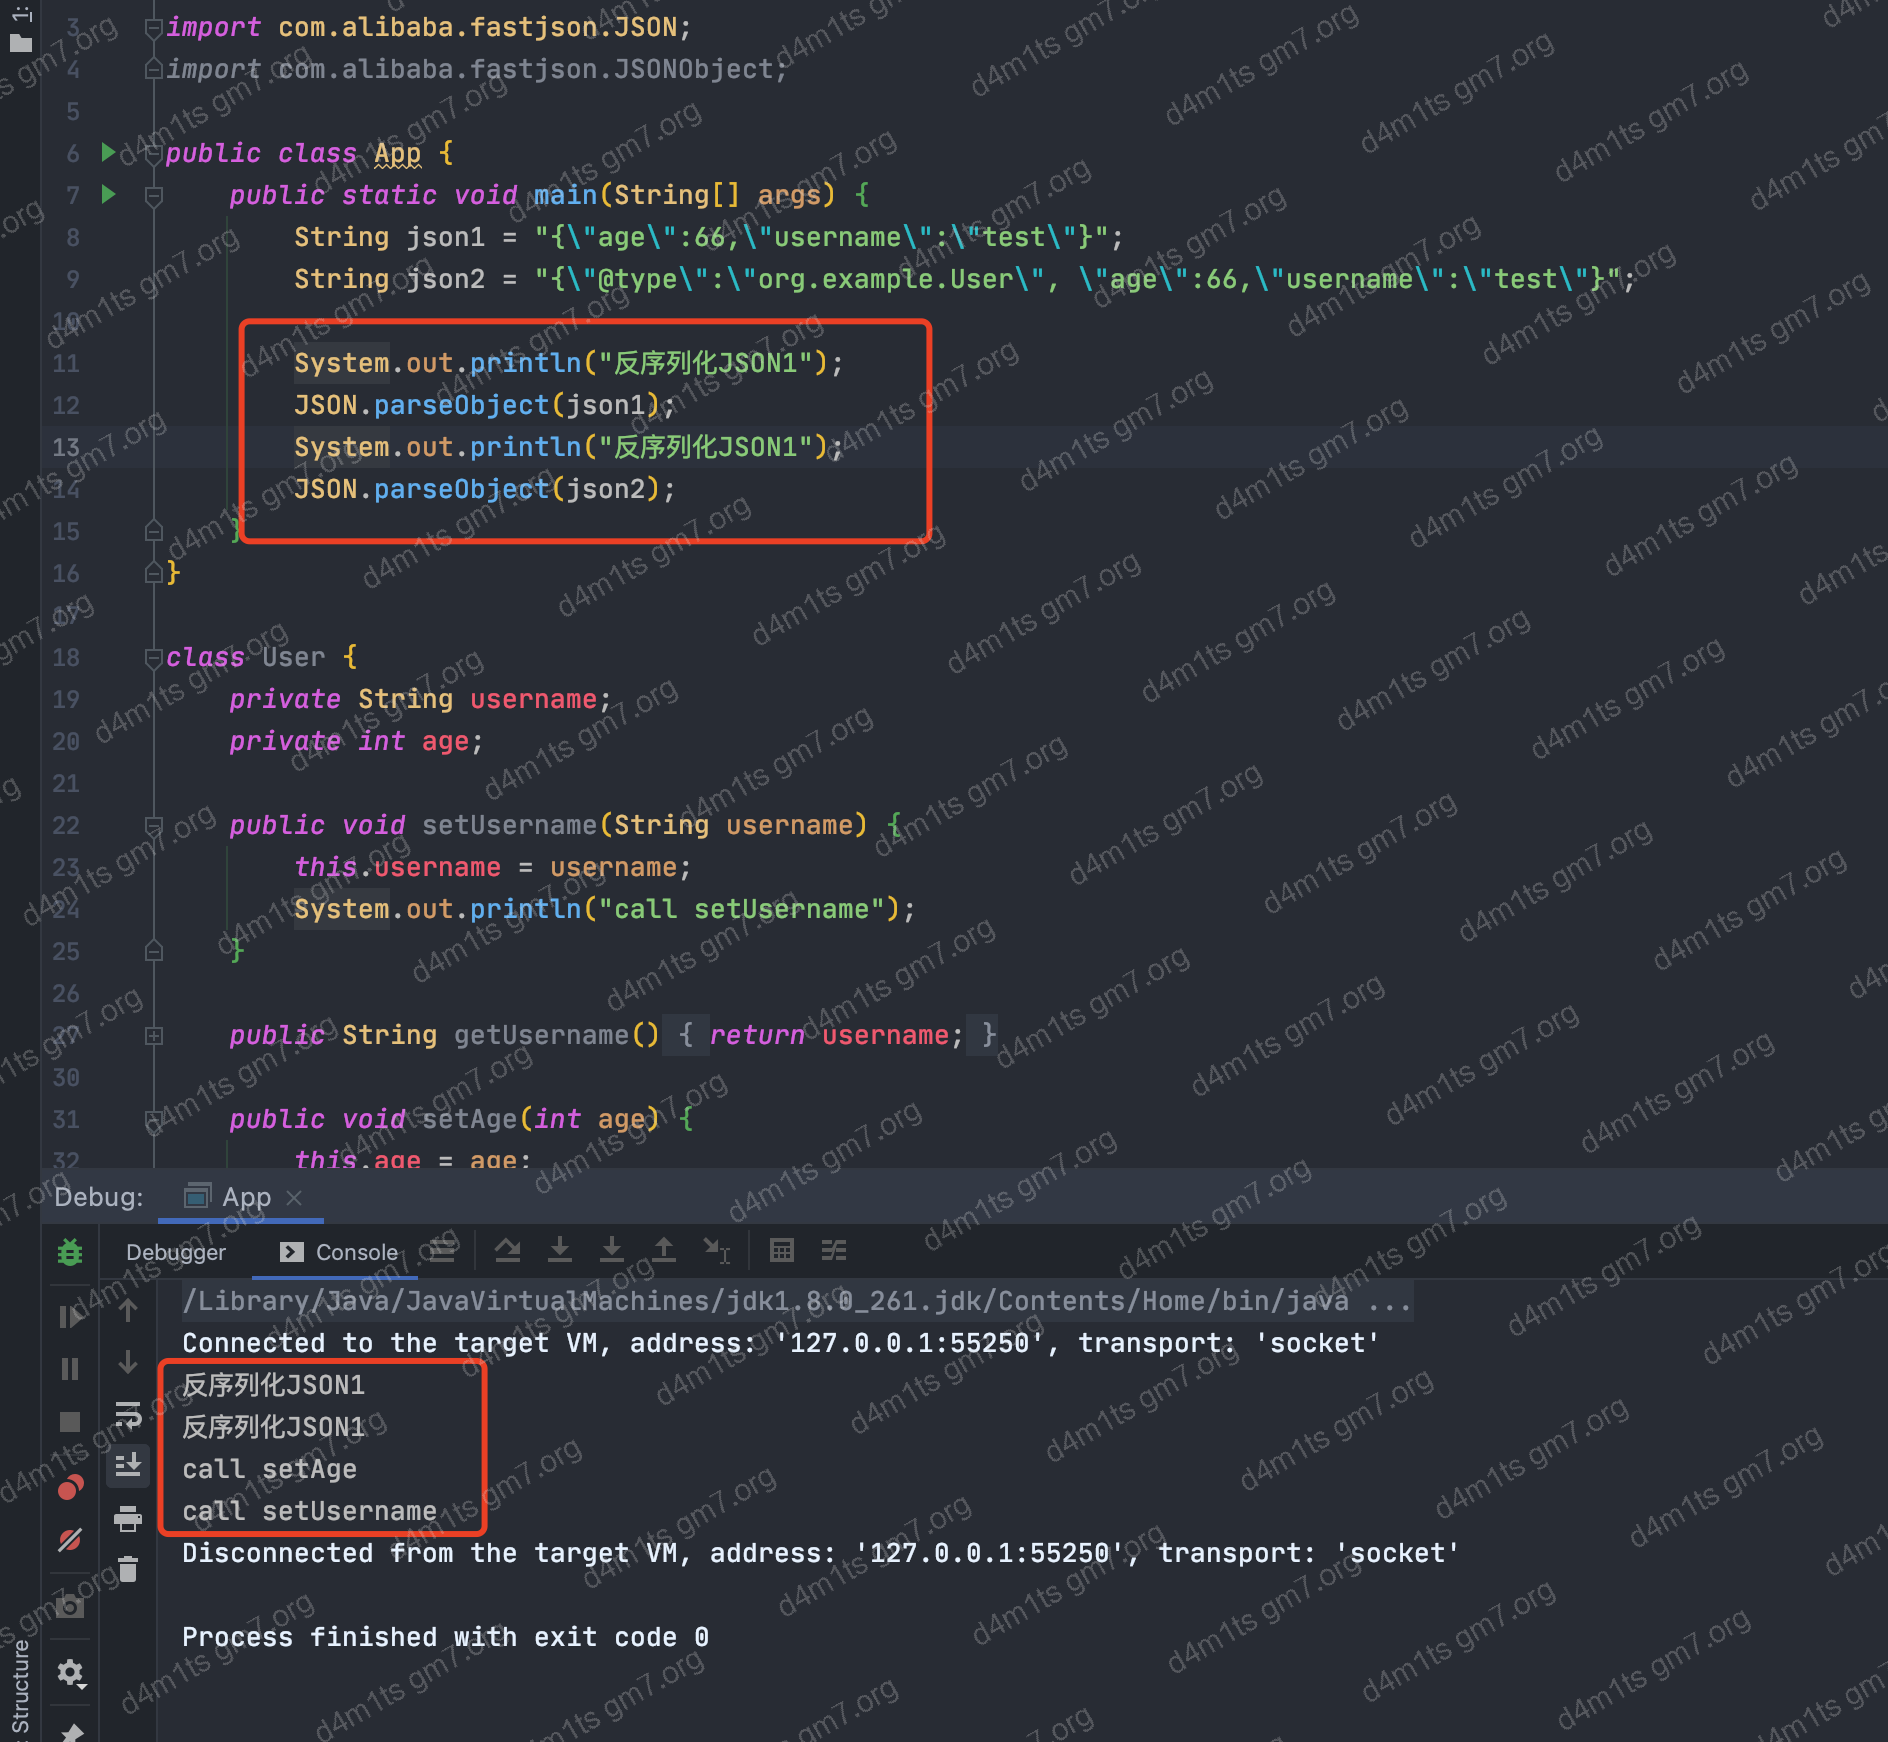 3 import com.alibaba.fastjson.JSON;
4 import com.alibaba.fastjson.JSONObject;
5
6 public class App {
7 public static void main(String[] args) {
8 String json1 = "{\"age\":66,\"username\":\"test\"}";
9 String json2 = "{\"@type\":\"org.example.User\", \"age\":66,\"username\":\"test\"}";
10
11 System.out.println("反序列化JSON1");
12 JSON.parseObject(json1);
13 System.out.println("反序列化JSON1");
14 JSON.parseObject(json2);
15 }
16 }
17
18 class User {
19 private String username;
20 private int age;
21
22 public void setUsername(String username) {
23 this.username = username;
24 System.out.println("call setUsername");
25 }
26
27 public String getUsername() { return username; }
30
31 public void setAge(int age) {
32 this.age = age;
Debug: App
Debugger Console
/Library/Java/JavaVirtualMachines/jdk1.8.0_261.jdk/Contents/Home/bin/java ...
Connected to the target VM, address: '127.0.0.1:55250', transport: 'socket'
反序列化JSON1
反序列化JSON1
call setAge
call setUsername
Disconnected from the target VM, address: '127.0.0.1:55250', transport: 'socket'
Process finished with exit code 0
Structure
d4m1ts gm7.org